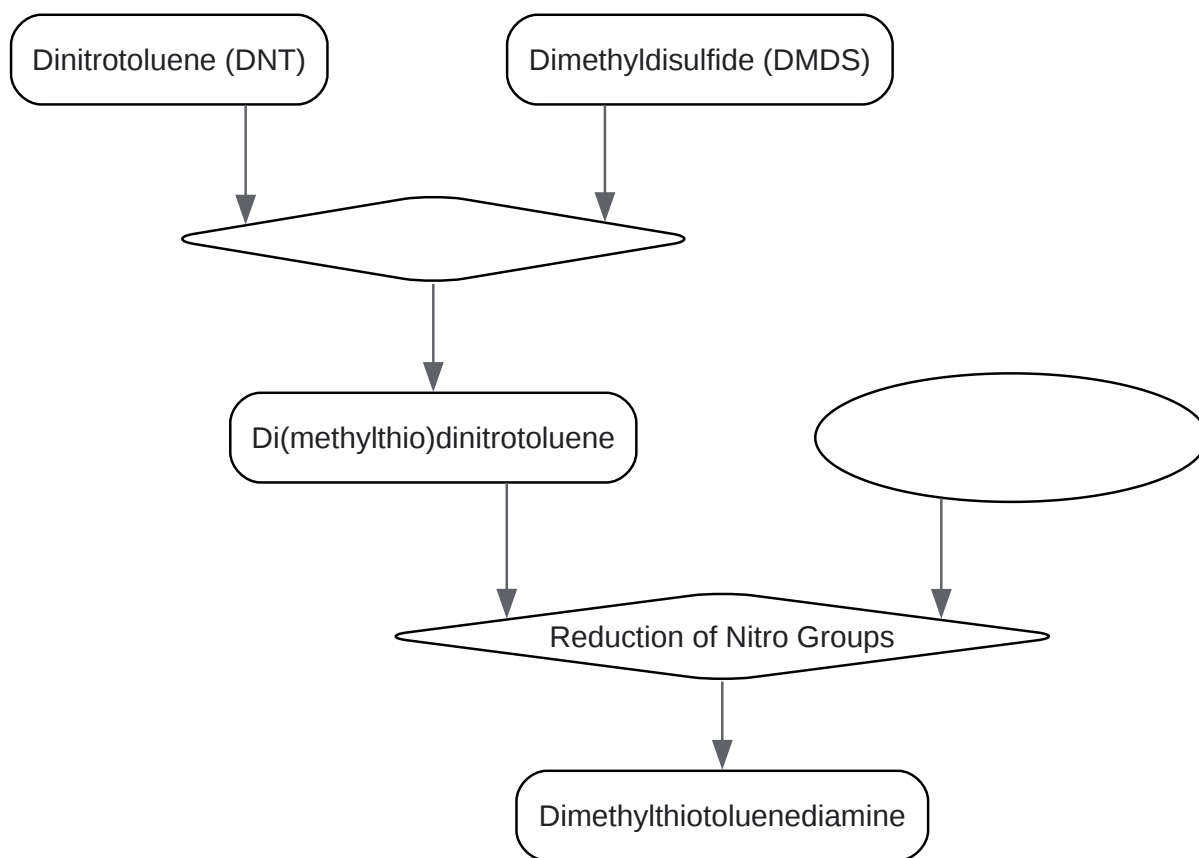 Dinitrotoluene (DNT)
Dimethyldisulfide (DMDS)
Di(methylthio)dinitrotoluene
Reduction of Nitro Groups
Dimethylthiotoluenediamine